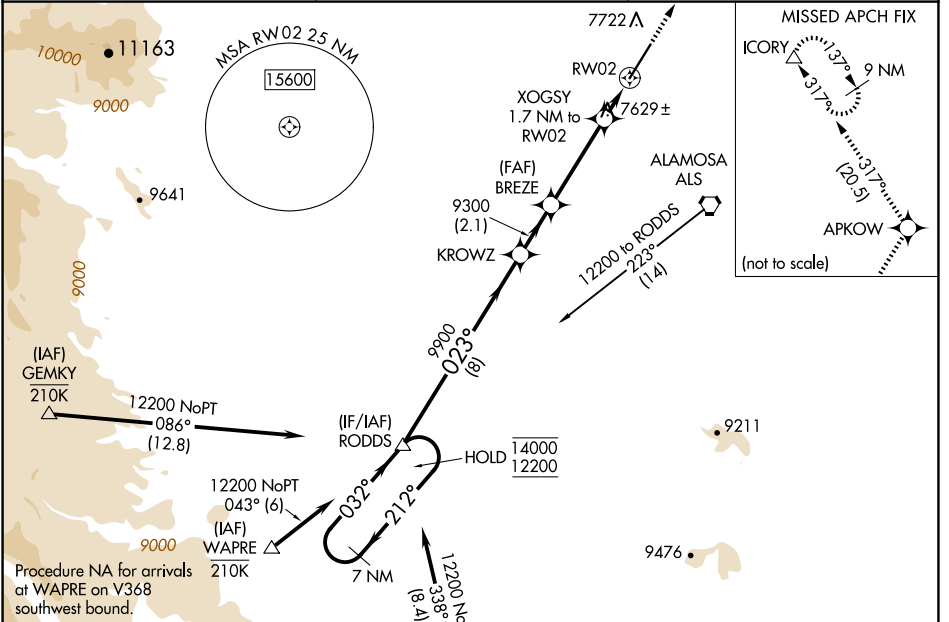 10000
11163
9000
9641
9000
MSA RW02 25 NM
15600
7722
RW02
XOGSY
1.7 NM to
RW02
7629±
(FAF)
BREZE
9300
(2.1)
KROWZ
ALAMOSA
ALS
12200 to RODDS
223°
(14)
MISSED APCH FIX
ICORY
137°
9 NM
317°
317°
(20.5)
APKOW
(not to scale)
9900
023°
(8)
(IAF)
GEMKY
210K
12200 NoPT
086°
(12.8)
(IF/IAF)
RODDS
HOLD
14000
12200
032°
212°
7 NM
12200 NoPT
043° (6)
(IAF)
WAPRE
210K
9000
Procedure NA for arrivals
at WAPRE on V368
southwest bound.
12200 No
338°
(8.4)
9211
9476